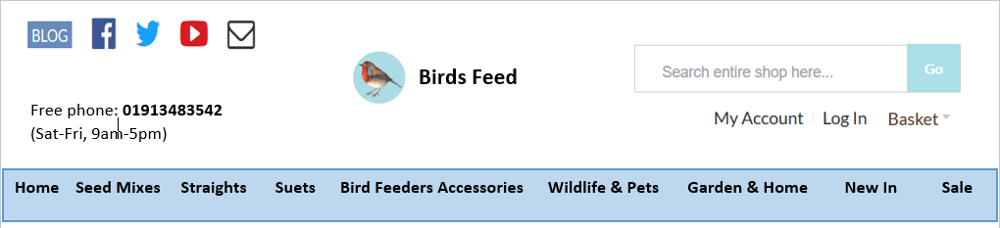 BLOG
Birds Feed
Search entire shop here...
Go
Free phone: 01913483542
(Sat-Fri, 9am-5pm)
My Account
Log In
Basket
Home Seed Mixes Straights Suets Bird Feeders Accessories Wildlife & Pets Garden & Home New In Sale